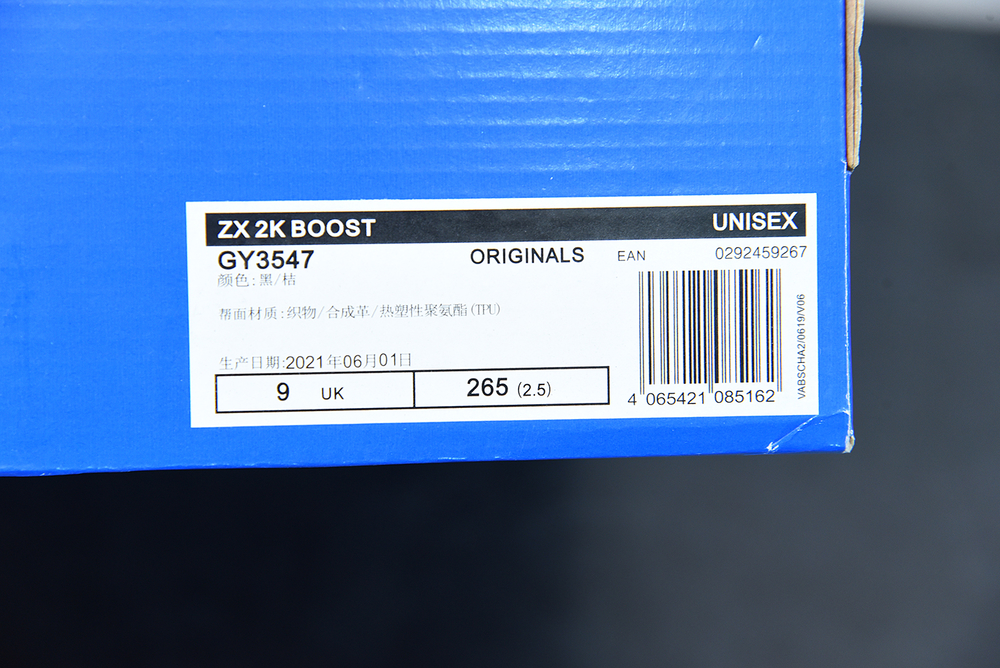 ZX 2K BOOST UNISEX
GY3547 ORIGINALS EAN 0292459267
颜色:黑/桔
帮面材质:织物/合成革/热塑性聚氨酯(TPU)
生产日期:2021年06月01日
9 UK 265 (2.5)
4 065421 085162
VABSCHA2/0619/V06